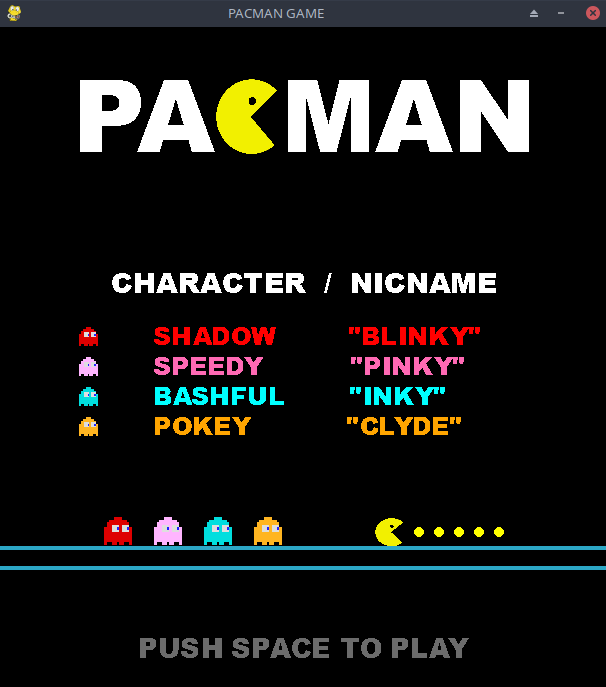 PACMAN GAME
PACMAN
CHARACTER / NICNAME
SHADOW "BLINKY"
SPEEDY "PINKY"
BASHFUL "INKY"
POKEY "CLYDE"
PUSH SPACE TO PLAY